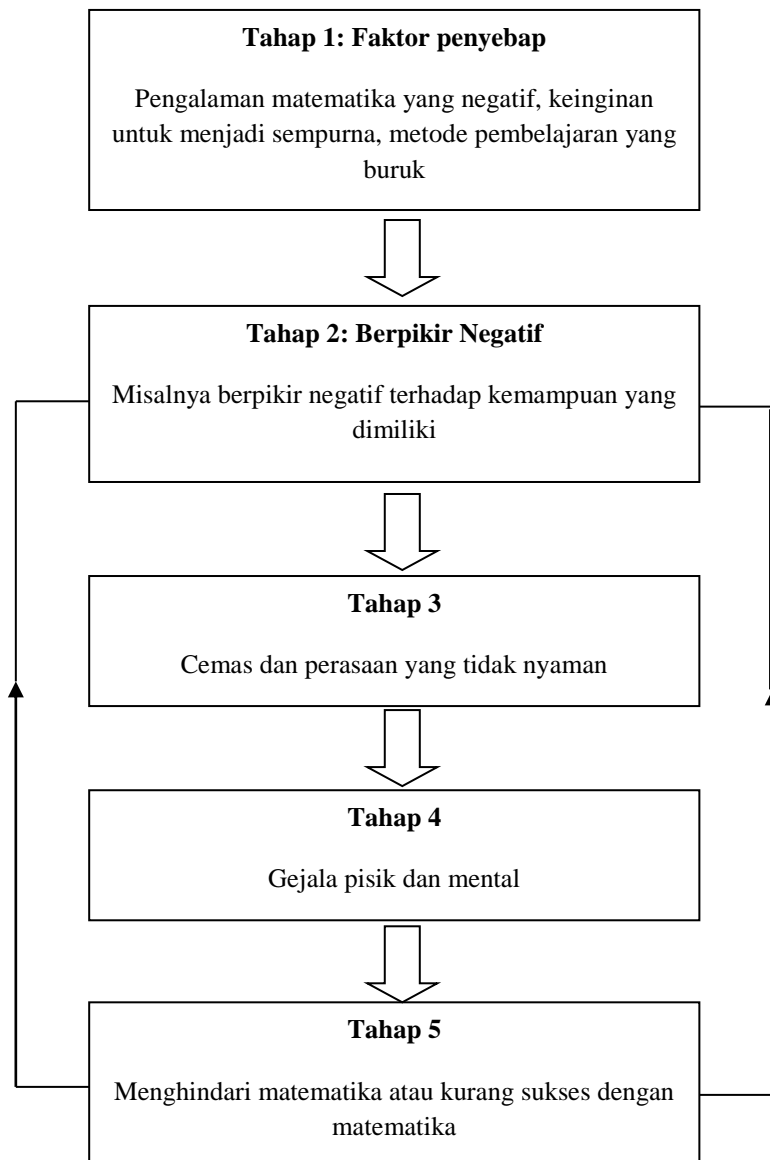 Tahap 1: Faktor penyebap
Pengalaman matematika yang negatif, keinginan
untuk menjadi sempurna, metode pembelajaran yang
buruk
Tahap 2: Berpikir Negatif
Misalnya berpikir negatif terhadap kemampuan yang
dimiliki
Tahap 3
Cemas dan perasaan yang tidak nyaman
Tahap 4
Gejala pisik dan mental
Tahap 5
Menghindari matematika atau kurang sukses dengan
matematika